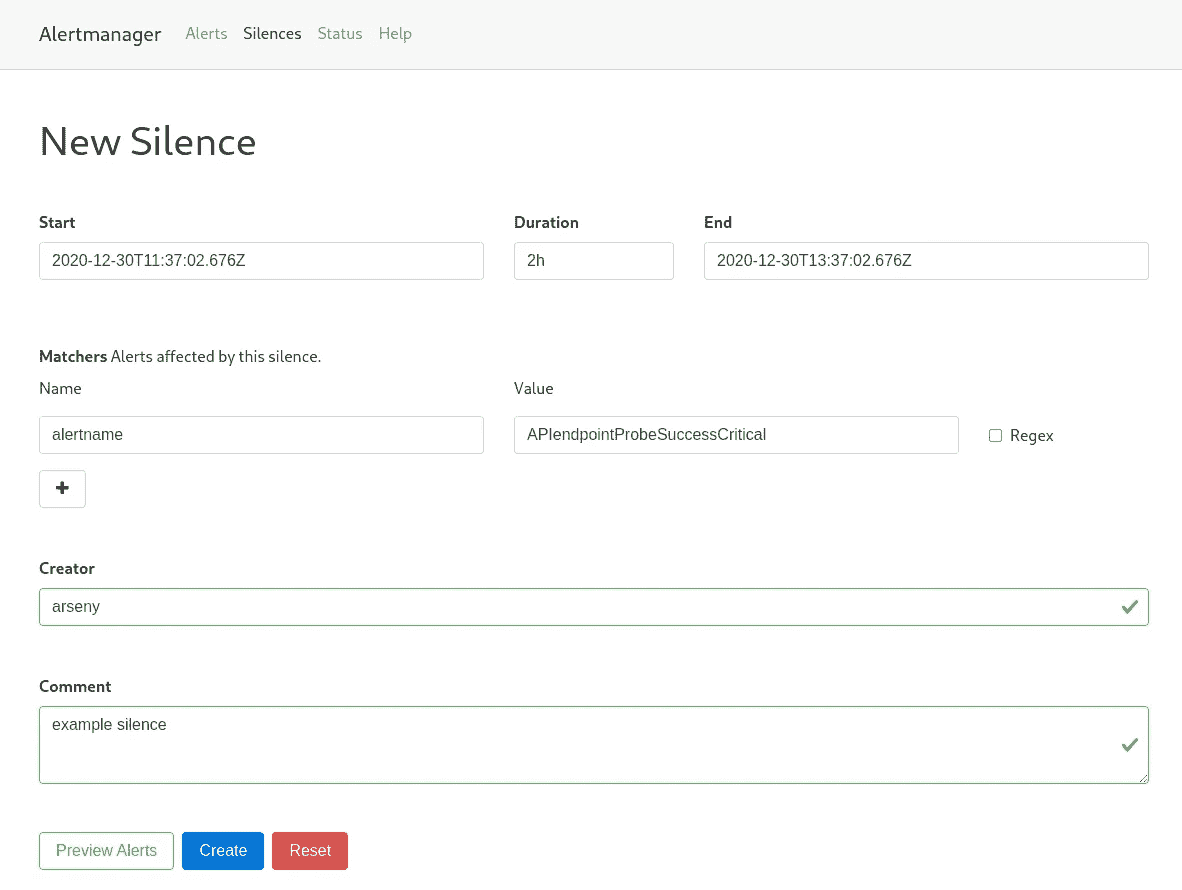 Alertmanager Alerts Silences Status Help
New Silence
Start Duration End
2020-12-30T11:37:02.676Z 2h 2020-12-30T13:37:02.676Z
Matchers Alerts affected by this silence.
Name Value
alertname APIendpointProbeSuccessCritical Regex
+
Creator
arseny
Comment
example silence
Preview Alerts Create Reset